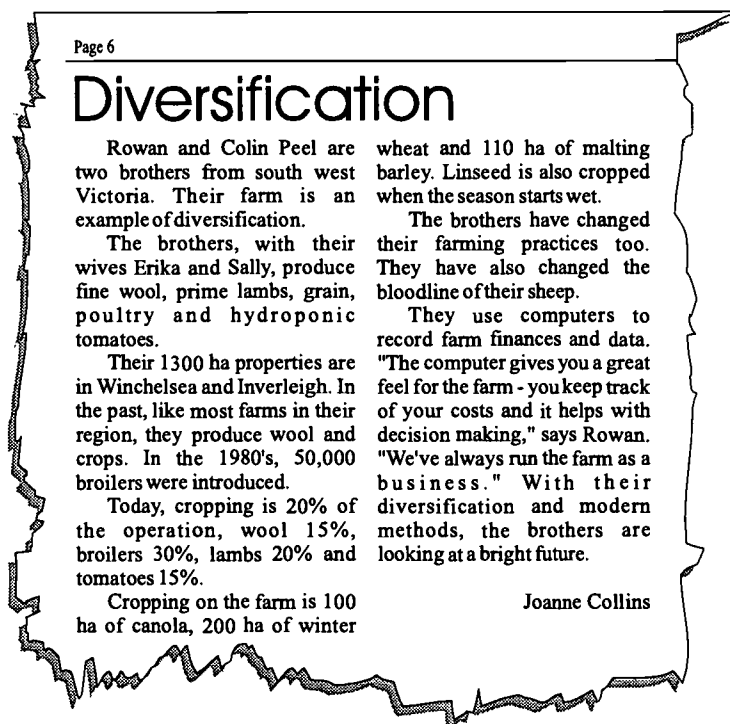 Page 6
Diversification
Rowan and Colin Peel are
two brothers from south west
Victoria. Their farm is an
example of diversification.
The brothers, with their
wives Erika and Sally, produce
fine wool, prime lambs, grain,
poultry and hydroponic
tomatoes.
Their 1300 ha properties are
in Winchelsea and Inverleigh. In
the past, like most farms in their
region, they produce wool and
crops. In the 1980's, 50,000
broilers were introduced.
Today, cropping is 20% of
the operation, wool 15%,
broilers 30%, lambs 20% and
tomatoes 15%.
Cropping on the farm is 100
ha of canola, 200 ha of winter
wheat and 110 ha of malting
barley. Linseed is also cropped
when the season starts wet.
The brothers have changed
their farming practices too.
They have also changed the
bloodline of their sheep.
They use computers to
record farm finances and data.
"The computer gives you a great
feel for the farm - you keep track
of your costs and it helps with
decision making," says Rowan.
"We've always run the farm as a
business." With their
diversification and modern
methods, the brothers are
looking at a bright future.
Joanne Collins